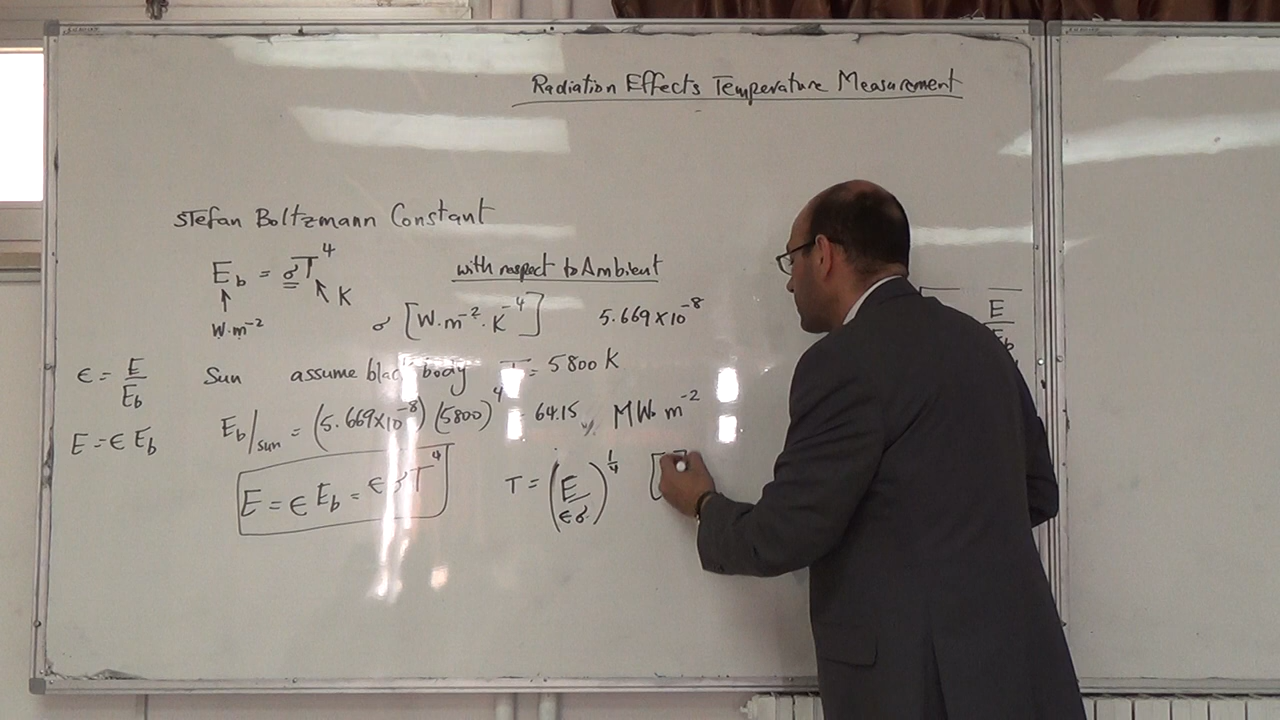 Radiation Effects Temperature Measurement
Stefan Boltzmann Constant
E_b = σT^4
K
W·m^-2
with respect to Ambient
σ [W·m^-2·K^-4] 5.669×10^-8
ϵ = E/E_b
Sun assume black body T = 5800 K
E_b|sun = (5.669×10^-8)(5800)^4 = 64.15 MW m^-2
E = ϵ E_b
E = ϵ E_b = ϵ σT^4
T = (E/ϵσ)^1/4 [
E/E_b